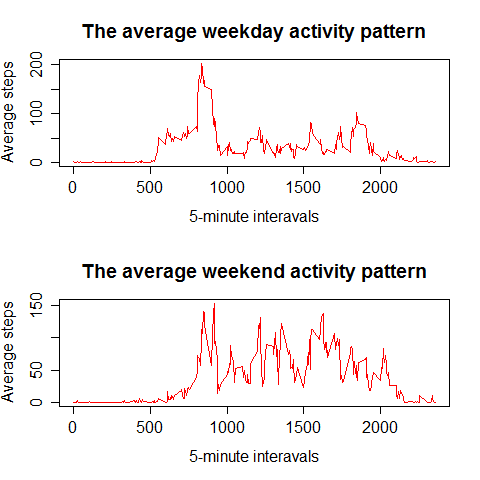 The average weekday activity pattern
Average steps
200
100
0
0 500 1000 1500 2000
5-minute interavals
The average weekend activity pattern
Average steps
150
50
0
0 500 1000 1500 2000
5-minute interavals